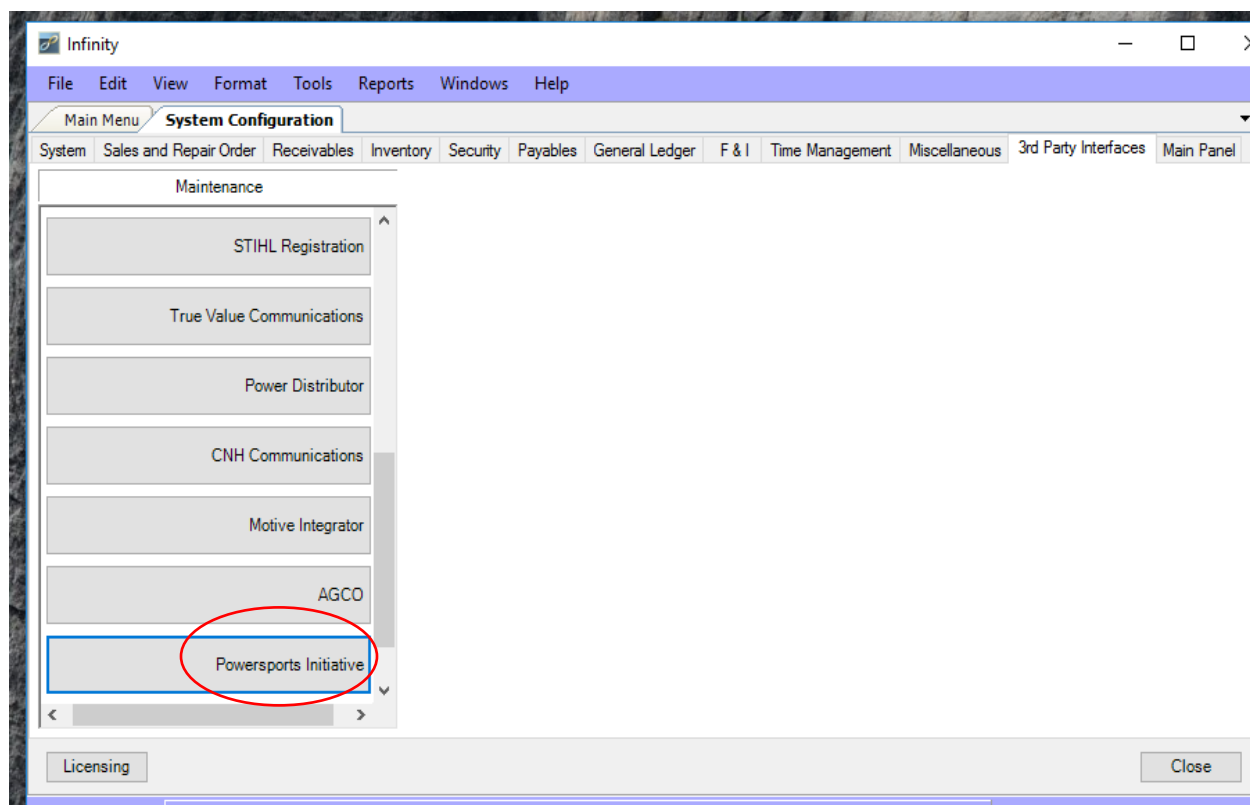 Infinity
File Edit View Format Tools Reports Windows Help
Main Menu System Configuration
System Sales and Repair Order Receivables Inventory Security Payables General Ledger F & I Time Management Miscellaneous 3rd Party Interfaces Main Panel
Maintenance
STIHL Registration
True Value Communications
Power Distributor
CNH Communications
Motive Integrator
AGCO
Powersports Initiative
Licensing Close